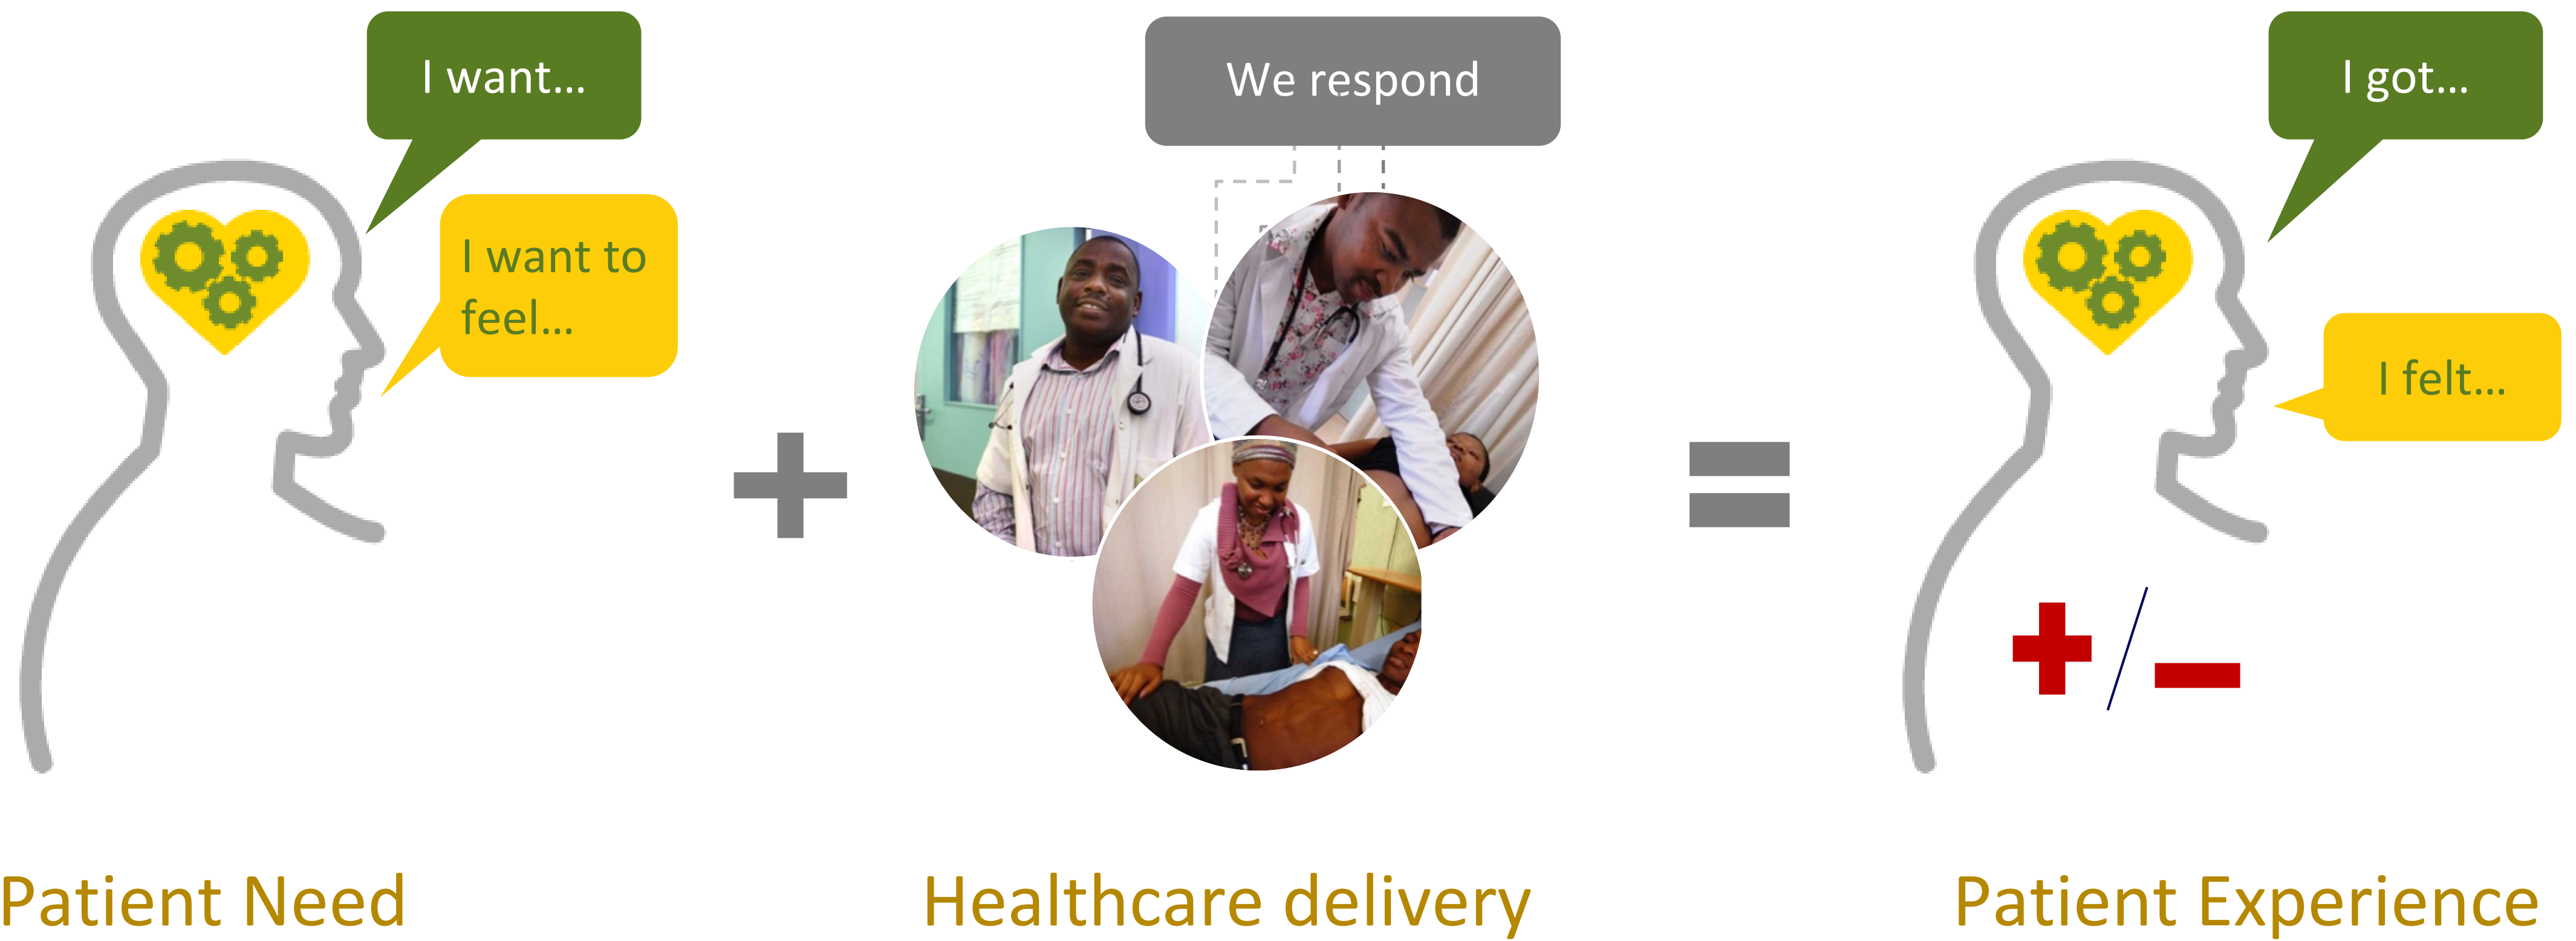 I want...
We respond
I got...
I want to
feel...
I felt...
+
=
+/-
Patient Need
Healthcare delivery
Patient Experience